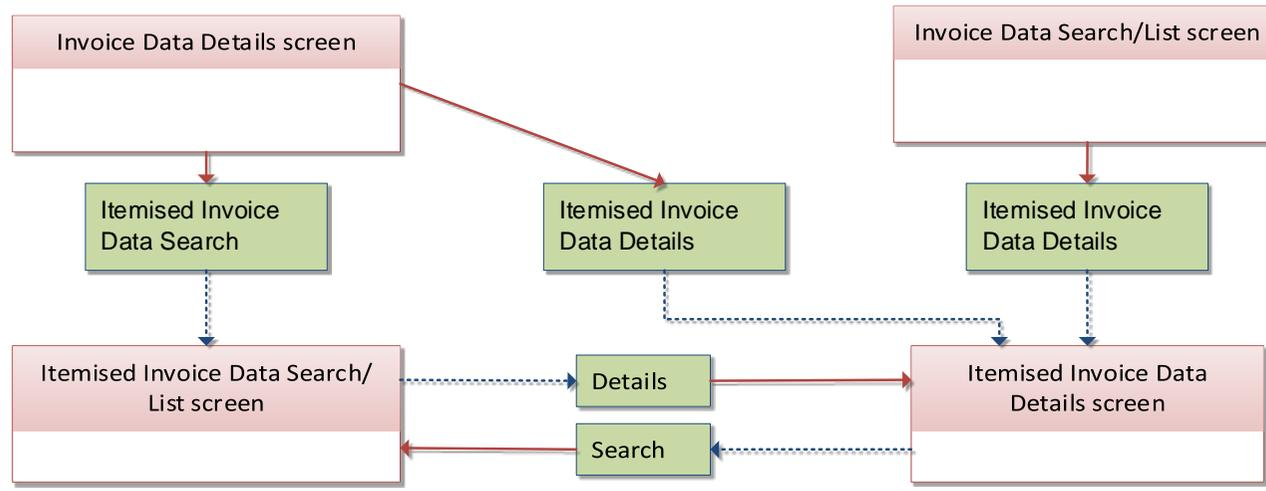 Invoice Data Details screen
Invoice Data Search/List screen
Itemised Invoice
Data Search
Itemised Invoice
Data Details
Itemised Invoice
Data Details
Itemised Invoice Data Search/
List screen
Details
Search
Itemised Invoice Data
Details screen